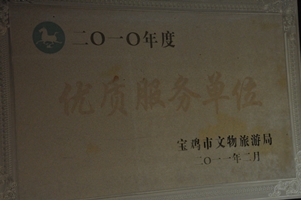 二〇一〇年度
优质服务单位
宝鸡市文物旅游局
二〇一一年二月